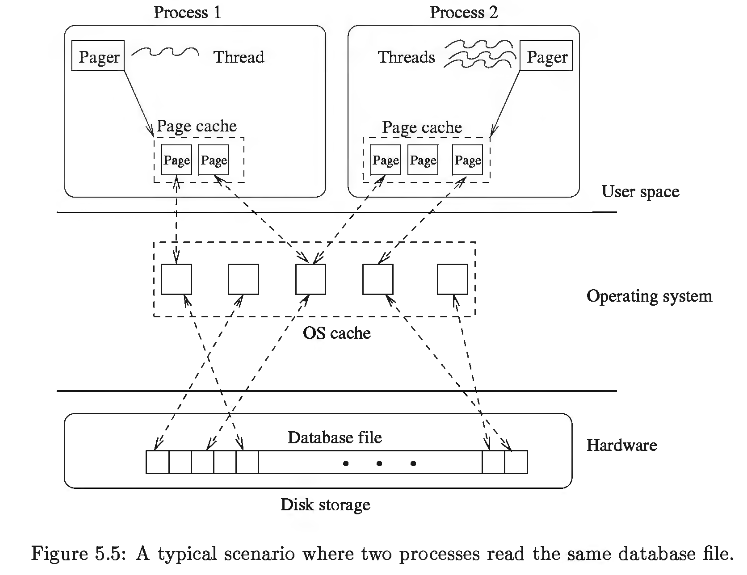 Process 1
Process 2
Pager
Thread
Threads
Pager
Page cache
Page cache
Page
Page
Page
Page
Page
User space
Operating system
OS cache
Database file
Hardware
Disk storage
Figure 5.5: A typical scenario where two processes read the same database file.